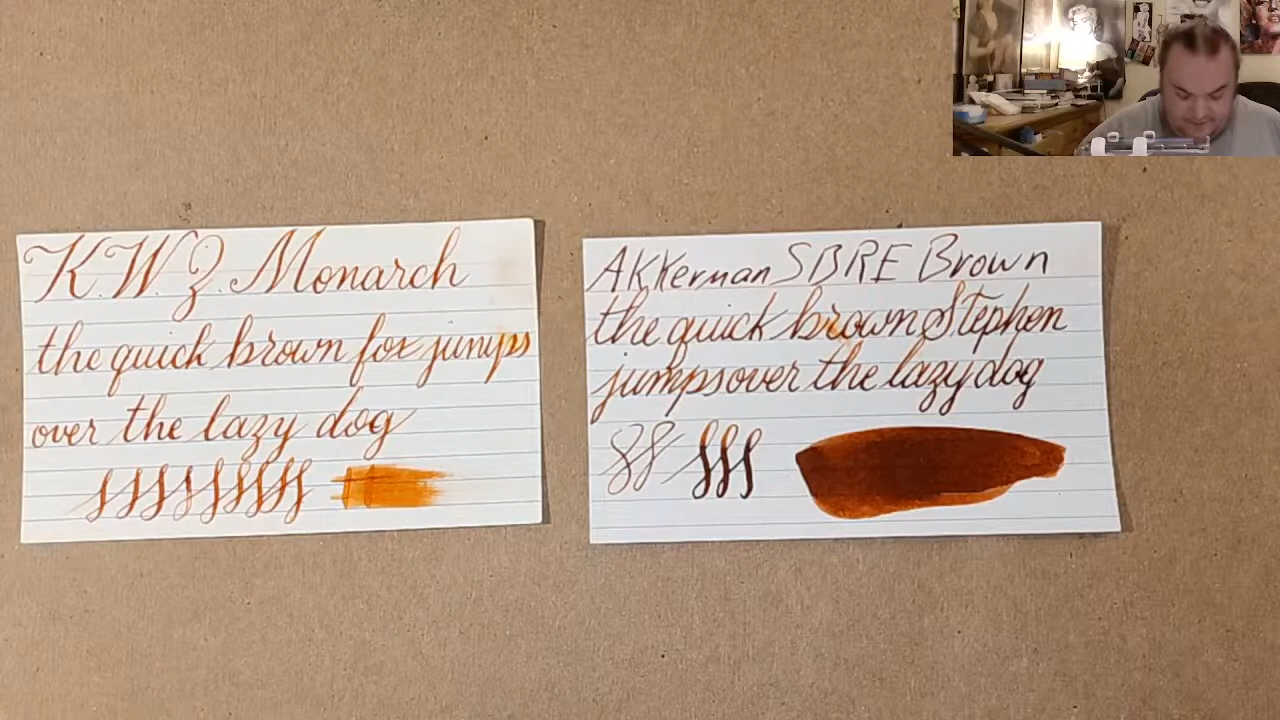 K.W.Z. Monarch
the quick brown fox jumps
over the lazy dog
Akkerman SBRE Brown
the quick brown Stephen
jumps over the lazy dog